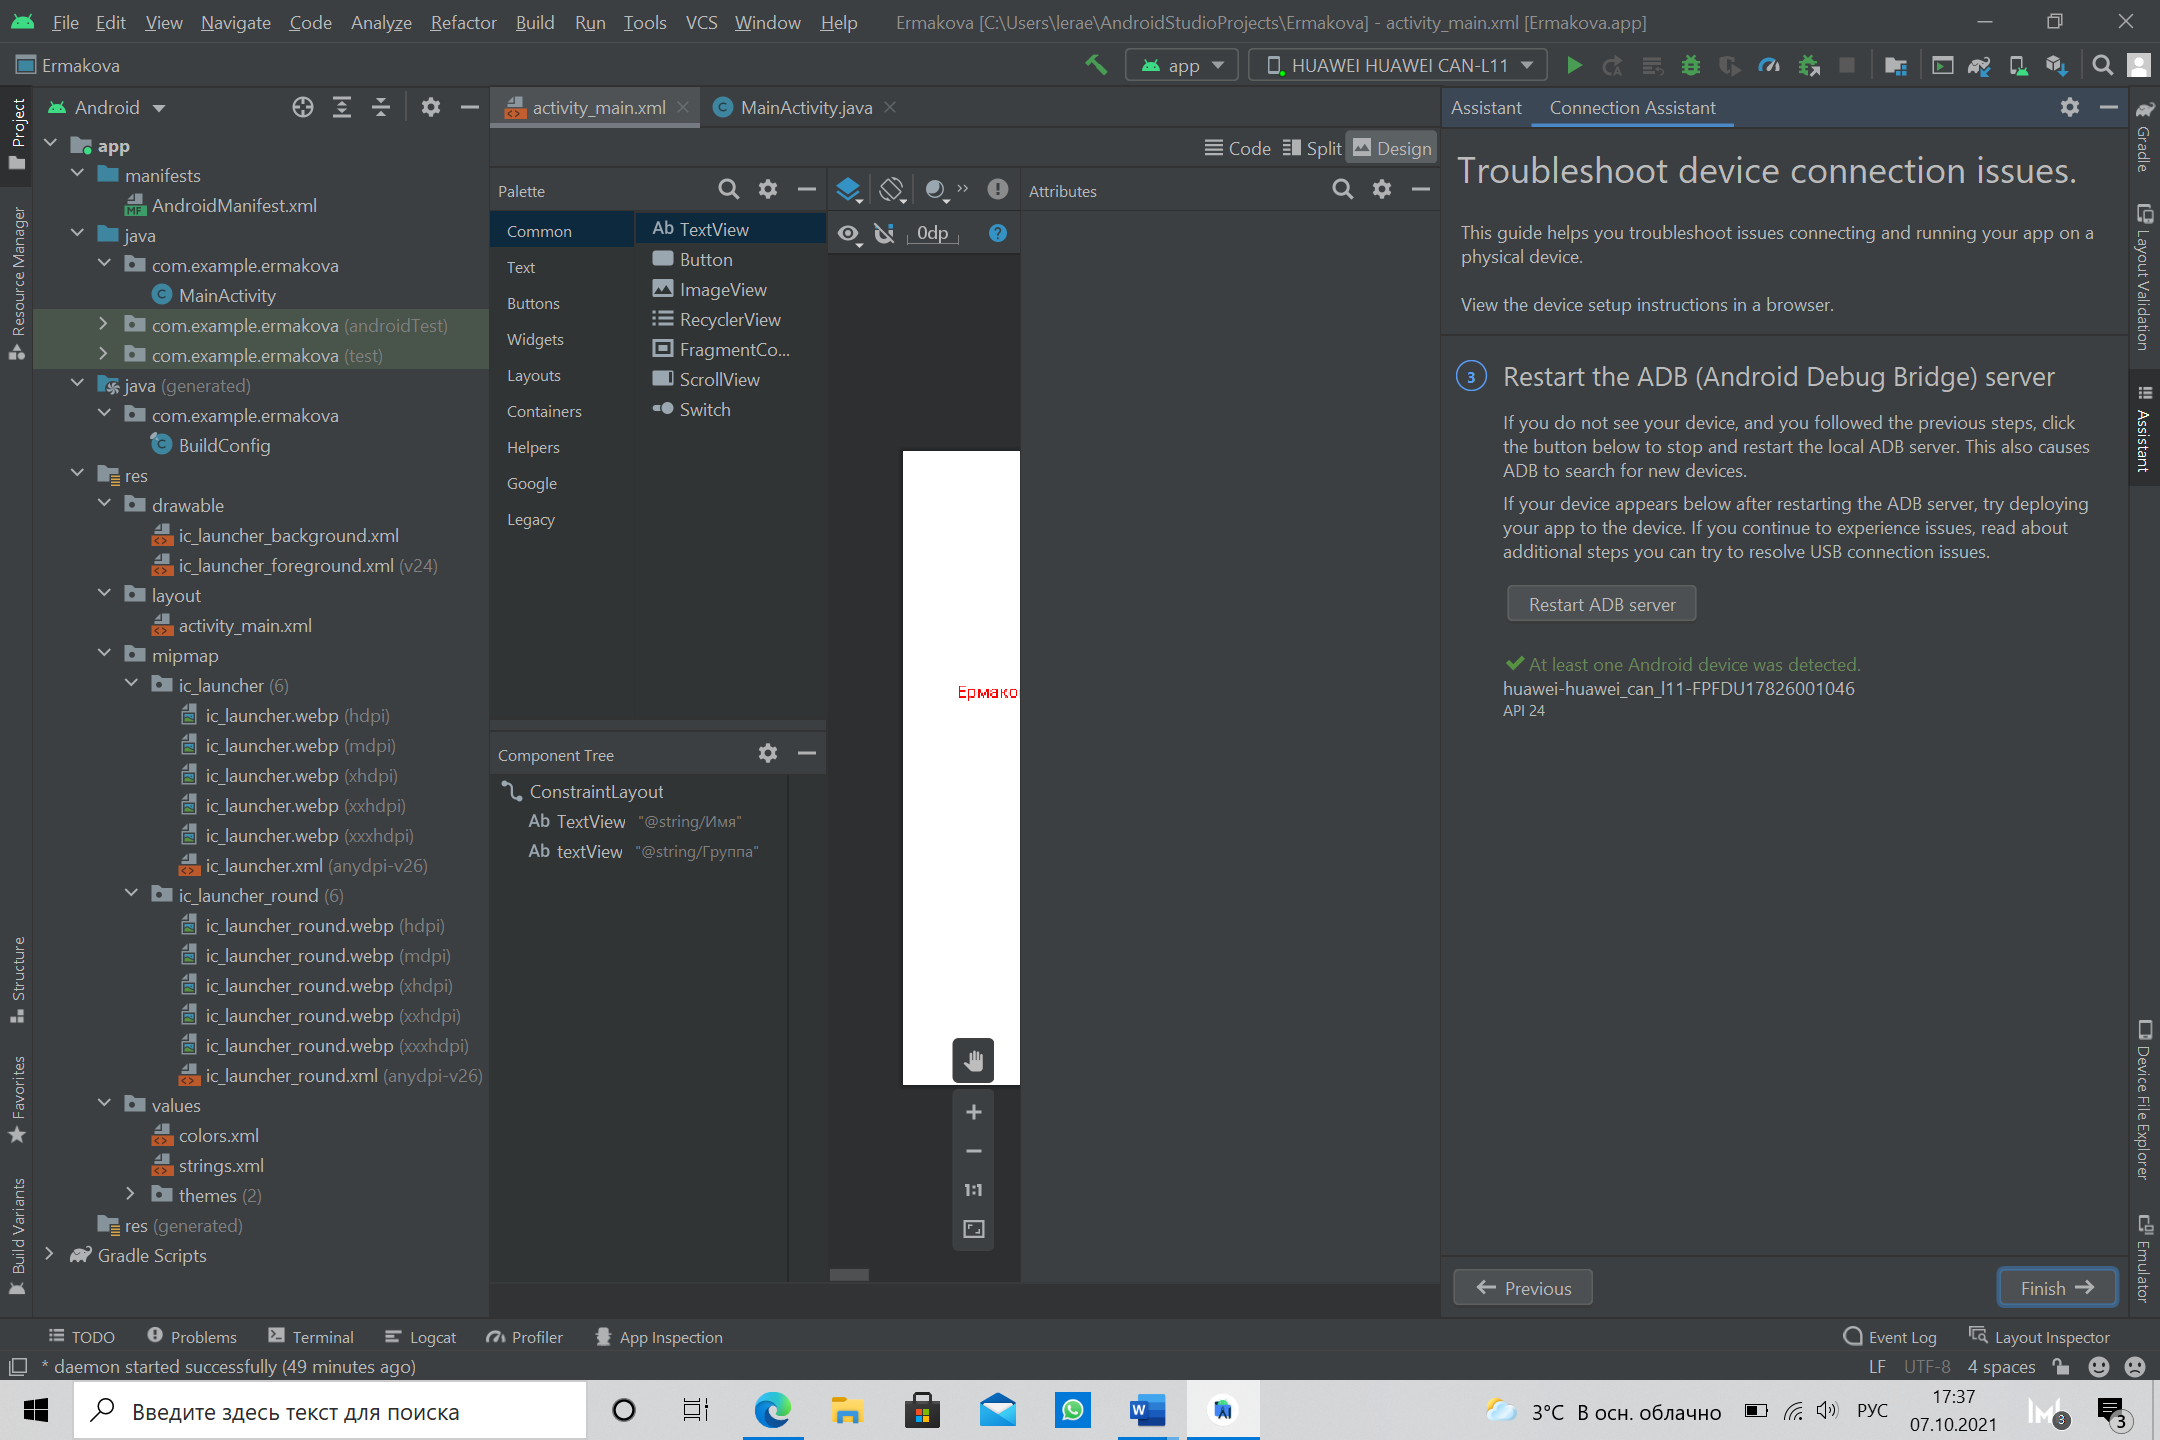 File Edit View Navigate Code Analyze Refactor Build Run Tools VCS Window Help Ermakova [C:\Users\lerae\AndroidStudioProjects\Ermakova] - activity_main.xml [Ermakova.app]
Ermakova app HUAWEI HUAWEI CAN-L11
Project
Resource Manager
Structure
Favorites
Build Variants
Android
app
manifests
AndroidManifest.xml
java
com.example.ermakova
MainActivity
com.example.ermakova (androidTest)
com.example.ermakova (test)
java (generated)
com.example.ermakova
BuildConfig
res
drawable
ic_launcher_background.xml
ic_launcher_foreground.xml (v24)
layout
activity_main.xml
mipmap
ic_launcher (6)
ic_launcher.webp (hdpi)
ic_launcher.webp (mdpi)
ic_launcher.webp (xhdpi)
ic_launcher.webp (xxhdpi)
ic_launcher.webp (xxxhdpi)
ic_launcher.xml (anydpi-v26)
ic_launcher_round (6)
ic_launcher_round.webp (hdpi)
ic_launcher_round.webp (mdpi)
ic_launcher_round.webp (xhdpi)
ic_launcher_round.webp (xxhdpi)
ic_launcher_round.webp (xxxhdpi)
ic_launcher_round.xml (anydpi-v26)
values
colors.xml
strings.xml
themes (2)
res (generated)
Gradle Scripts
activity_main.xml MainActivity.java
Code Split Design
Palette
Common
Text
Buttons
Widgets
Layouts
Containers
Helpers
Google
Legacy
Ab TextView
Button
ImageView
RecyclerView
FragmentCo...
ScrollView
Switch
Component Tree
ConstraintLayout
Ab TextView "@string/Имя"
Ab textView "@string/Группа"
0dp
Ермако
1:1
Attributes
Assistant Connection Assistant
Troubleshoot device connection issues.
This guide helps you troubleshoot issues connecting and running your app on a
physical device.
View the device setup instructions in a browser.
3 Restart the ADB (Android Debug Bridge) server
If you do not see your device, and you followed the previous steps, click
the button below to stop and restart the local ADB server. This also causes
ADB to search for new devices.
If your device appears below after restarting the ADB server, try deploying
your app to the device. If you continue to experience issues, read about
additional steps you can try to resolve USB connection issues.
Restart ADB server
At least one Android device was detected.
huawei-huawei_can_l11-FPFDU17826001046
API 24
Previous Finish
Gradle
Layout Validation
Assistant
Device File Explorer
Emulator
TODO Problems Terminal Logcat Profiler App Inspection Event Log Layout Inspector
* daemon started successfully (49 minutes ago) LF UTF-8 4 spaces
Введите здесь текст для поиска
3°C В осн. облачно РУС
17:37
07.10.2021
3
3